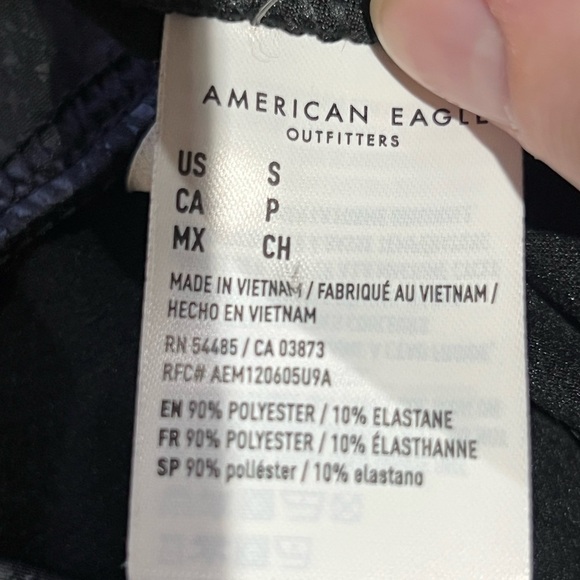 AMERICAN EAGLE
OUTFITTERS
US S
CA P
MX CH
MADE IN VIETNAM / FABRIQUÉ AU VIETNAM /
HECHO EN VIETNAM
RN 54485 / CA 03873
RFC# AEM120605U9A
EN 90% POLYESTER / 10% ELASTANE
FR 90% POLYESTER / 10% ÉLASTHANNE
SP 90% poliéster / 10% elastano